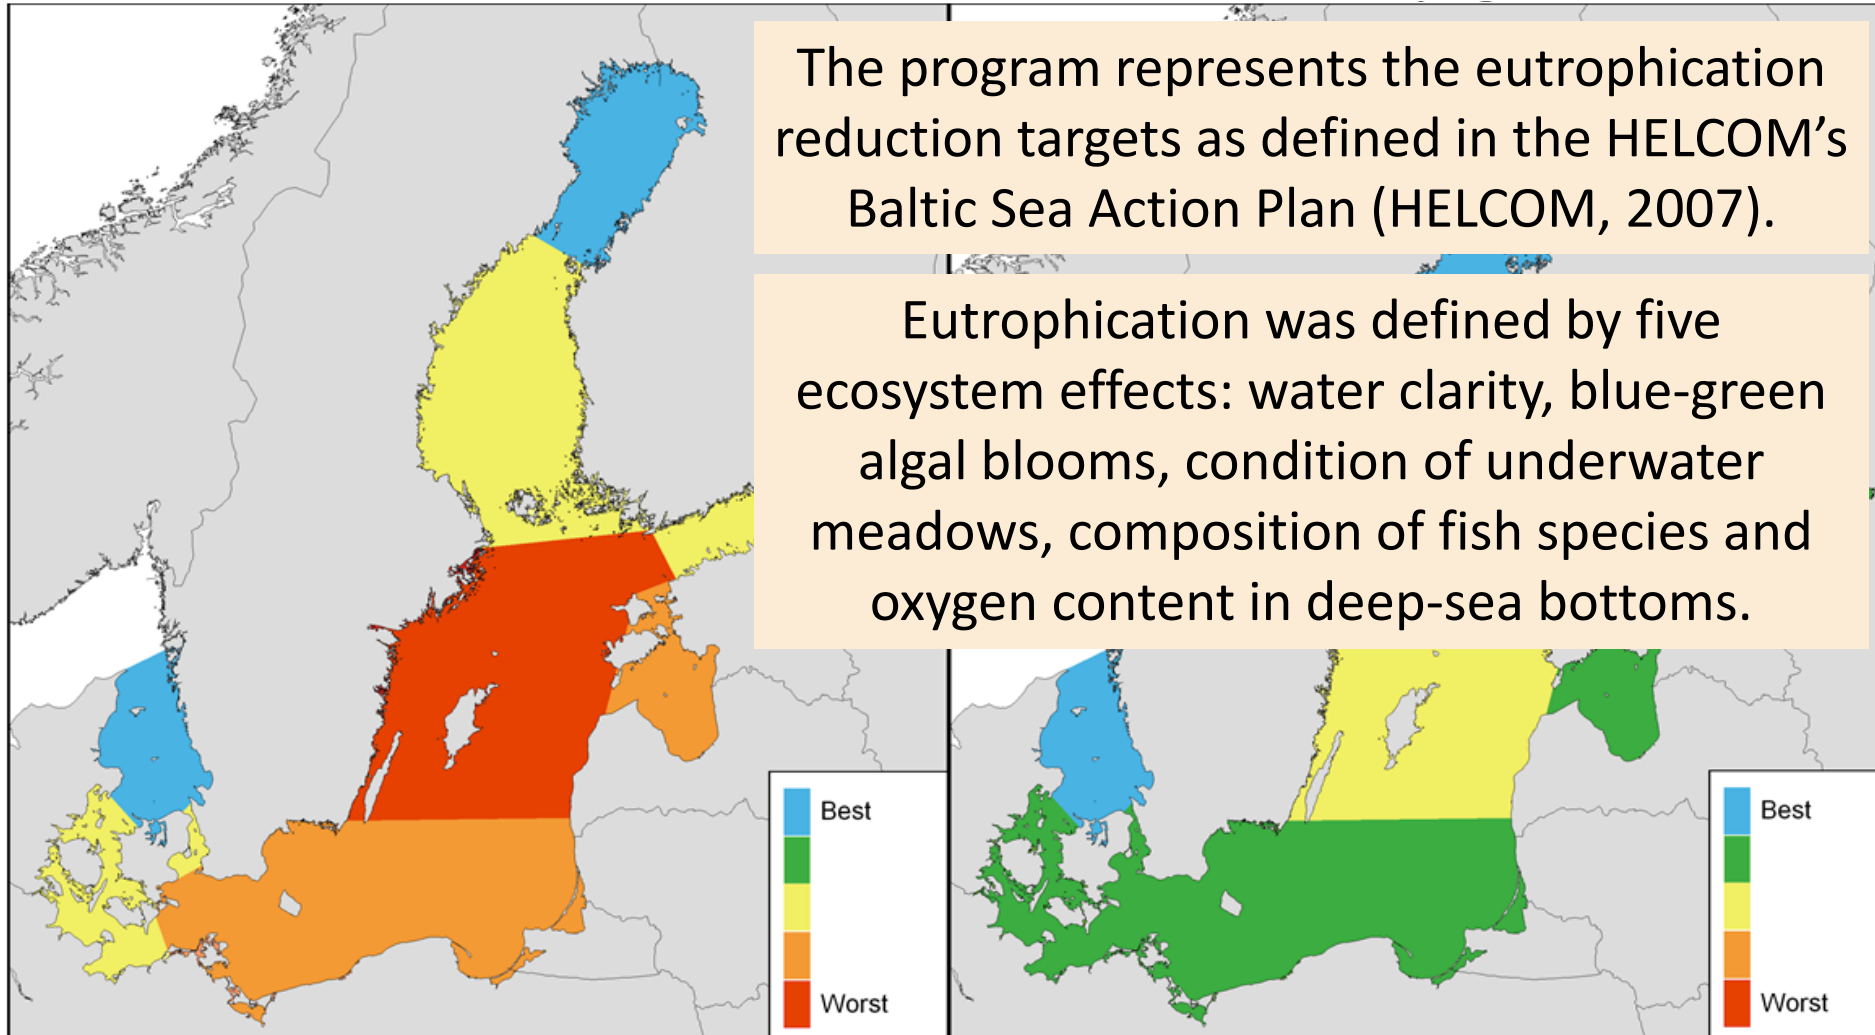 The program represents the eutrophication
reduction targets as defined in the HELCOM’s
Baltic Sea Action Plan (HELCOM, 2007).
Eutrophication was defined by five
ecosystem effects: water clarity, blue-green
algal blooms, condition of underwater
meadows, composition of fish species and
oxygen content in deep-sea bottoms.
Best
Worst
Best
Worst